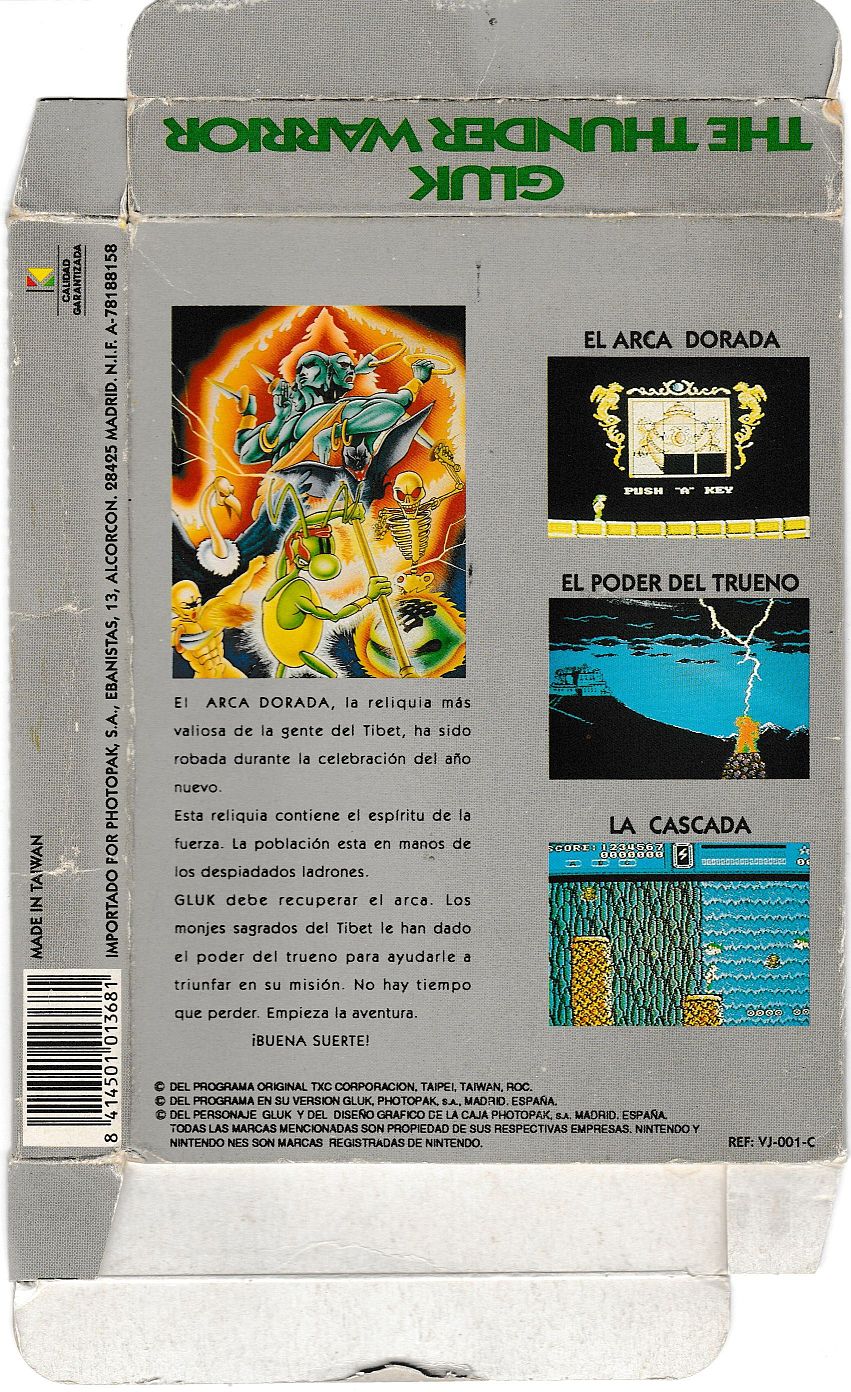 GLUK
THE THUNDER WARRIOR
CALIDAD
GARANTIZADA
MADE IN TAIWAN
IMPORTADO FOR PHOTOPAK, S.A., EBANISTAS, 13, ALCORCON. 28425 MADRID. N.I.F. A-78188158
8 414501 013681
EL ARCA DORADA
PUSH "A" KEY
EL PODER DEL TRUENO
LA CASCADA
SCORE:1234567
0000000
El ARCA DORADA, la reliquia más
valiosa de la gente del Tibet, ha sido
robada durante la celebración del año
nuevo.
Esta reliquia contiene el espíritu de la
fuerza. La población esta en manos de
los despiadados ladrones.
GLUK debe recuperar el arca. Los
monjes sagrados del Tibet le han dado
el poder del trueno para ayudarle a
triunfar en su misión. No hay tiempo
que perder. Empieza la aventura.
¡BUENA SUERTE!
© DEL PROGRAMA ORIGINAL TXC CORPORACION, TAIPEI, TAIWAN, ROC.
© DEL PROGRAMA EN SU VERSION GLUK, PHOTOPAK, S.A., MADRID. ESPAÑA.
© DEL PERSONAJE GLUK Y DEL DISEÑO GRAFICO DE LA CAJA PHOTOPAK, S.A. MADRID. ESPAÑA.
TODAS LAS MARCAS MENCIONADAS SON PROPIEDAD DE SUS RESPECTIVAS EMPRESAS. NINTENDO Y
NINTENDO NES SON MARCAS REGISTRADAS DE NINTENDO.
REF: VJ-001-C